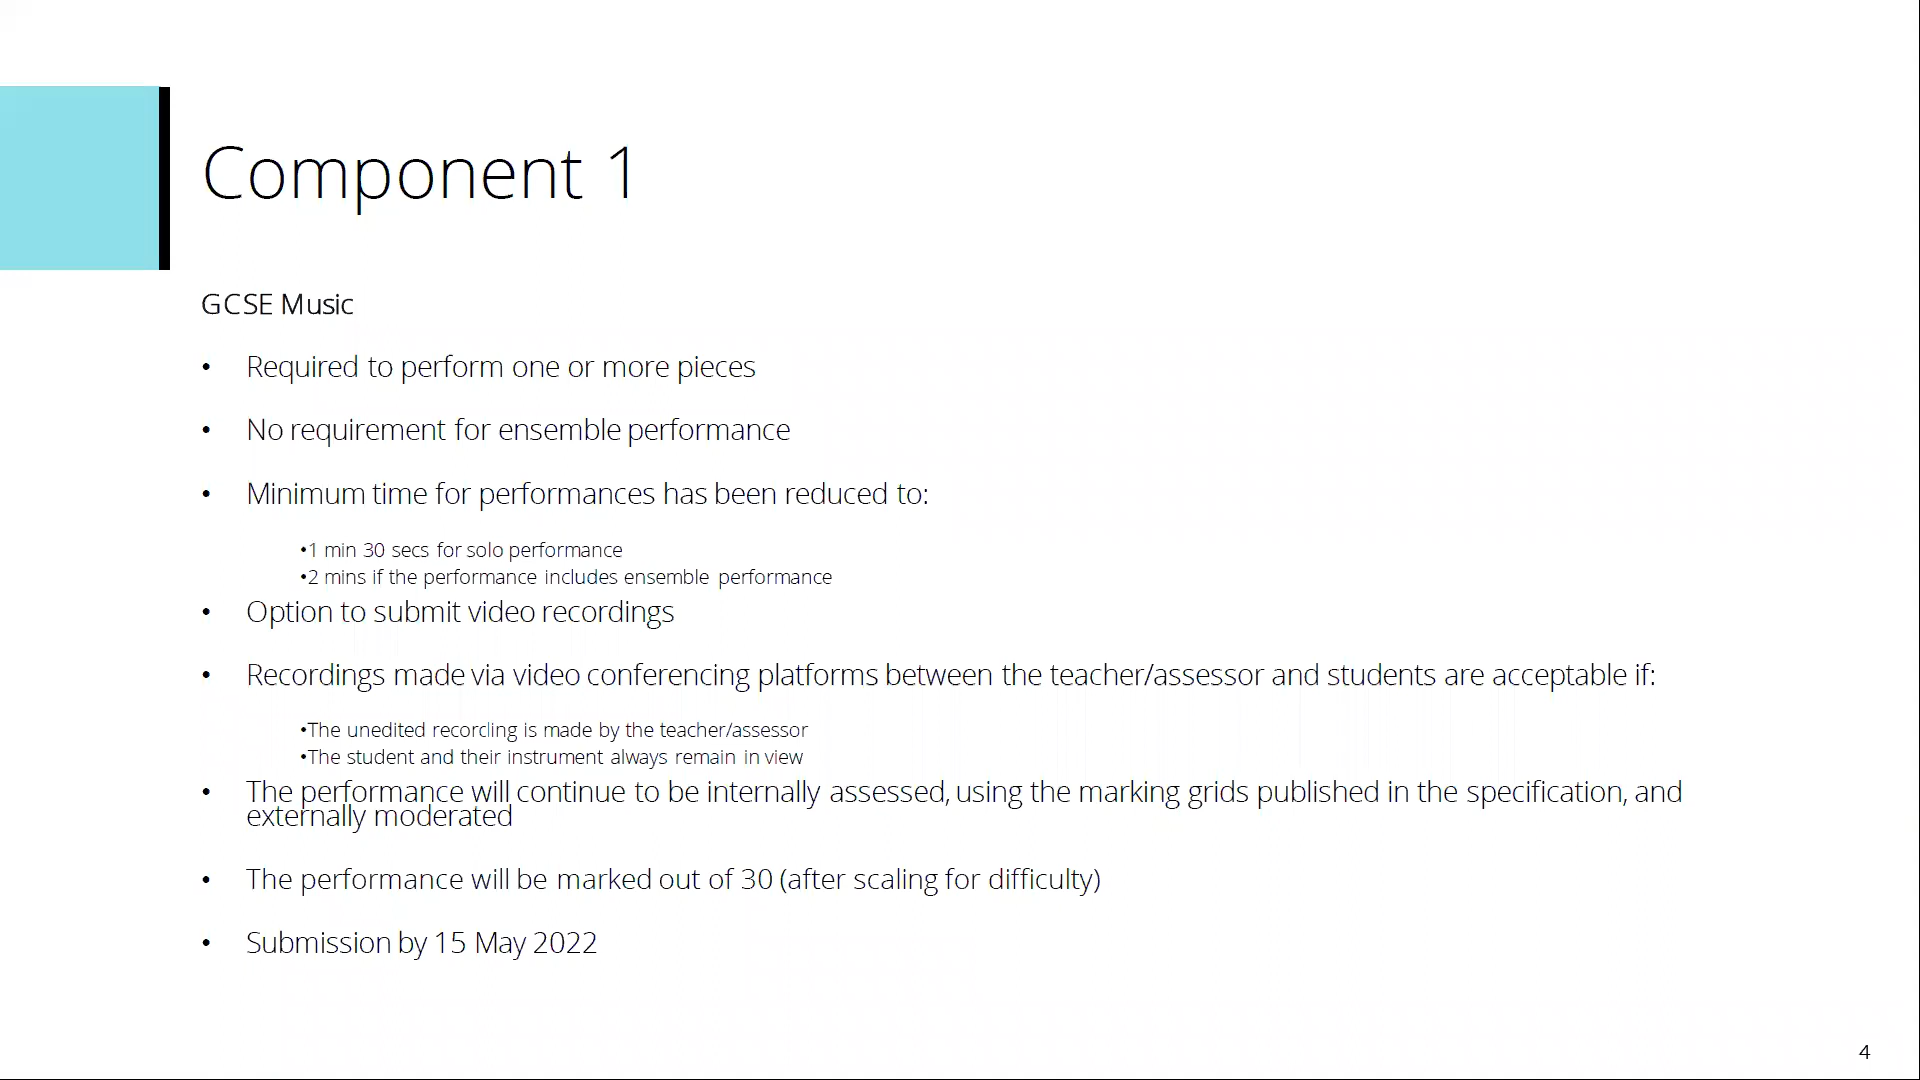 Component 1
GCSE Music
• Required to perform one or more pieces
• No requirement for ensemble performance
• Minimum time for performances has been reduced to:
•1 min 30 secs for solo performance
•2 mins if the performance includes ensemble performance
• Option to submit video recordings
• Recordings made via video conferencing platforms between the teacher/assessor and students are acceptable if:
•The unedited recording is made by the teacher/assessor
•The student and their instrument always remain in view
• The performance will continue to be internally assessed, using the marking grids published in the specification, and
externally moderated
• The performance will be marked out of 30 (after scaling for difficulty)
• Submission by 15 May 2022
4